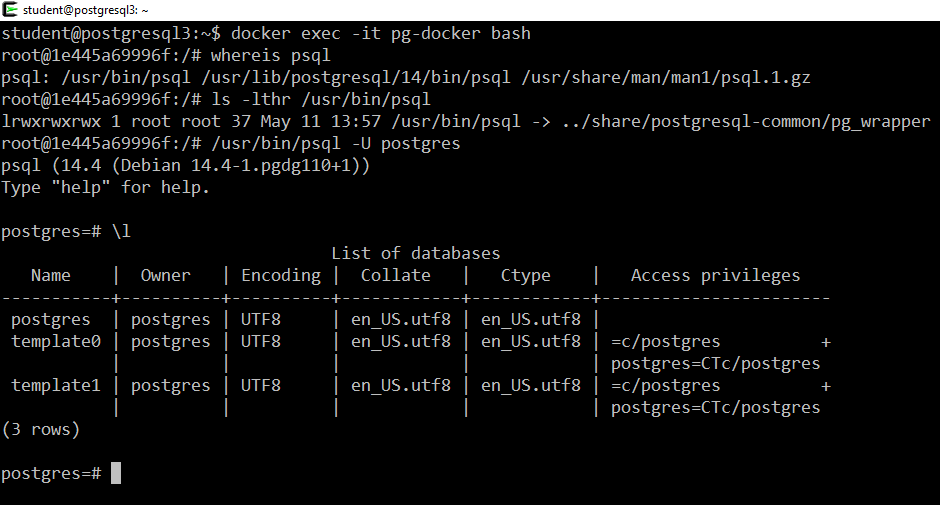 student@postgresql3: ~
student@postgresql3:~$ docker exec -it pg-docker bash
root@1e445a69996f:/# whereis psql
psql: /usr/bin/psql /usr/lib/postgresql/14/bin/psql /usr/share/man/man1/psql.1.gz
root@1e445a69996f:/# ls -lthr /usr/bin/psql
lrwxrwxrwx 1 root root 37 May 11 13:57 /usr/bin/psql -> ../share/postgresql-common/pg_wrapper
root@1e445a69996f:/# /usr/bin/psql -U postgres
psql (14.4 (Debian 14.4-1.pgdg110+1))
Type "help" for help.

postgres=# \l
                                 List of databases
   Name    |  Owner   | Encoding |  Collate   |   Ctype    |   Access privileges
-----------+----------+----------+------------+------------+-----------------------
 postgres  | postgres | UTF8     | en_US.utf8 | en_US.utf8 |
 template0 | postgres | UTF8     | en_US.utf8 | en_US.utf8 | =c/postgres          +
           |          |          |            |            | postgres=CTc/postgres
 template1 | postgres | UTF8     | en_US.utf8 | en_US.utf8 | =c/postgres          +
           |          |          |            |            | postgres=CTc/postgres
(3 rows)

postgres=#